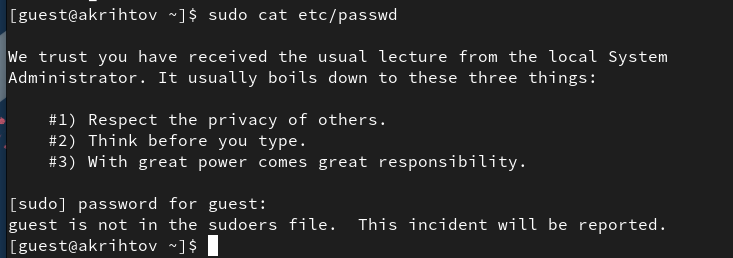 [guest@akrihtov ~]$ sudo cat etc/passwd
We trust you have received the usual lecture from the local System
Administrator. It usually boils down to these three things:
#1) Respect the privacy of others.
#2) Think before you type.
#3) With great power comes great responsibility.
[sudo] password for guest:
guest is not in the sudoers file.  This incident will be reported.
[guest@akrihtov ~]$